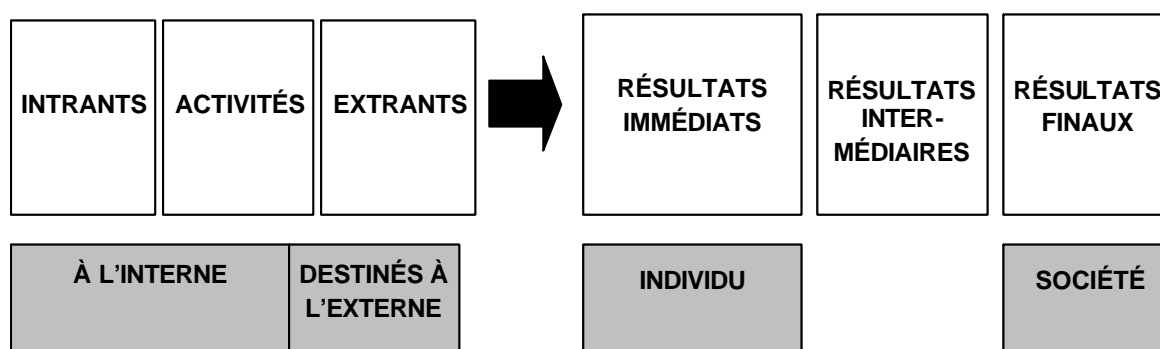 INTRANTS
ACTIVITÉS
EXTRANTS
RÉSULTATS
IMMÉDIATS
RÉSULTATS
INTER-
MÉDIAIRES
RÉSULTATS
FINAUX
À L'INTERNE
DESTINÉS À
L'EXTERNE
INDIVIDU
SOCIÉTÉ